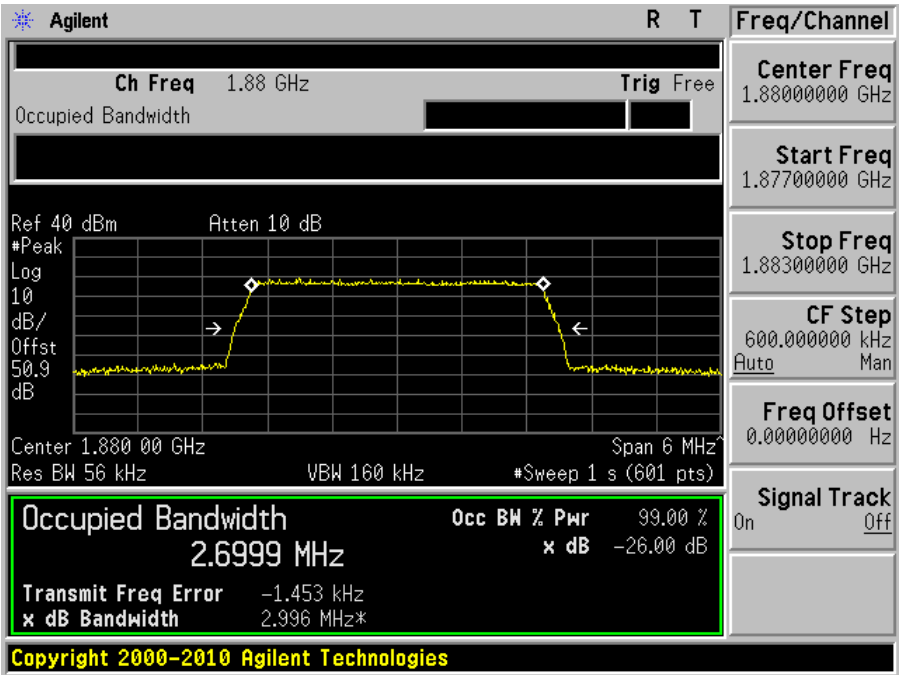 Agilent R T
Ch Freq 1.88 GHz Trig Free
Occupied Bandwidth
Ref 40 dBm Atten 10 dB
#Peak
Log
10
dB/
Offst
50.9
dB
Center 1.880 00 GHz Span 6 MHz^
Res BW 56 kHz VBW 160 kHz #Sweep 1 s (601 pts)
Occupied Bandwidth Occ BW % Pwr 99.00 %
2.6999 MHz x dB -26.00 dB
Transmit Freq Error -1.453 kHz
x dB Bandwidth 2.996 MHz*
Copyright 2000-2010 Agilent Technologies
Freq/Channel
Center Freq
1.88000000 GHz
Start Freq
1.87700000 GHz
Stop Freq
1.88300000 GHz
CF Step
600.000000 kHz
Auto Man
Freq Offset
0.00000000 Hz
Signal Track
On Off